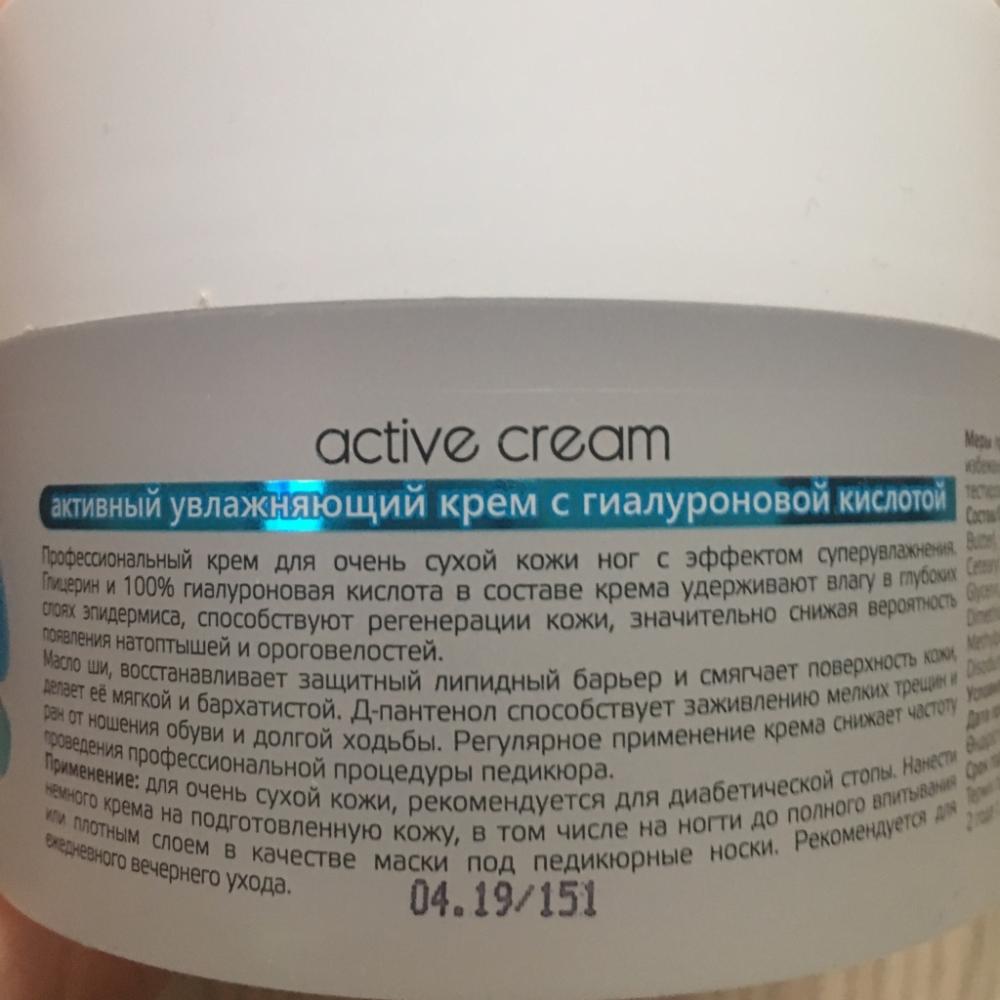 active cream
активный увлажняющий крем с гиалуроновой кислотой
Профессиональный крем для очень сухой кожи ног с эффектом суперувлажнения.
Глицерин и 100% гиалуроновая кислота в составе крема удерживают влагу в глубоких
слоях эпидермиса, способствуют регенерации кожи, значительно снижая вероятность
появления натоптышей и ороговелостей.
Масло ши, восстанавливает защитный липидный барьер и смягчает поверхность кожи,
делает её мягкой и бархатистой. Д-пантенол способствует заживлению мелких трещин и
ран от ношения обуви и долгой ходьбы. Регулярное применение крема снижает частоту
проведения профессиональной процедуры педикюра.
Применение: для очень сухой кожи, рекомендуется для диабетической стопы. Нанести
немного крема на подготовленную кожу, в том числе на ногти до полного впитывания
или плотным слоем в качестве маски под педикюрные носки. Рекомендуется для
ежедневного вечернего ухода.
04.19/151
Меры